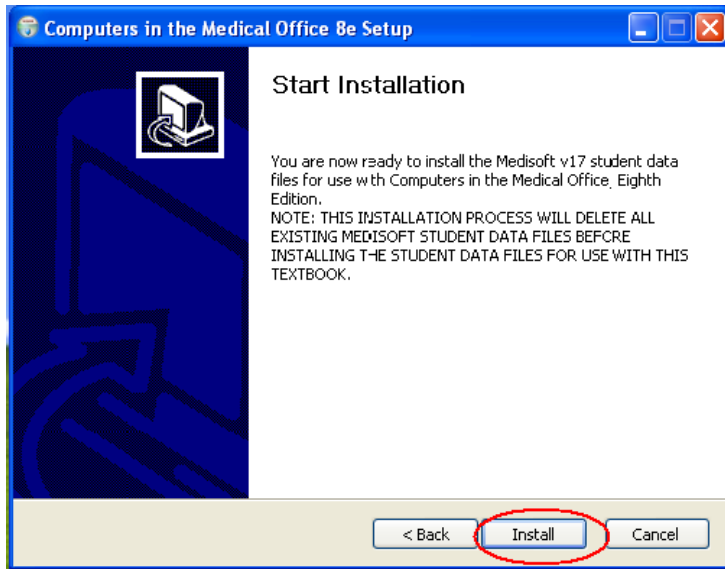 Computers in the Medical Office 8e Setup
Start Installation
You are now ready to install the Medisoft v17 student data
files for use with Computers in the Medical Office, Eighth
Edition.
NOTE: THIS INSTALLATION PROCESS WILL DELETE ALL
EXISTING MEDISOFT STUDENT DATA FILES BEFORE
INSTALLING THE STUDENT DATA FILES FOR USE WITH THIS
TEXTBOOK.
< Back Install Cancel